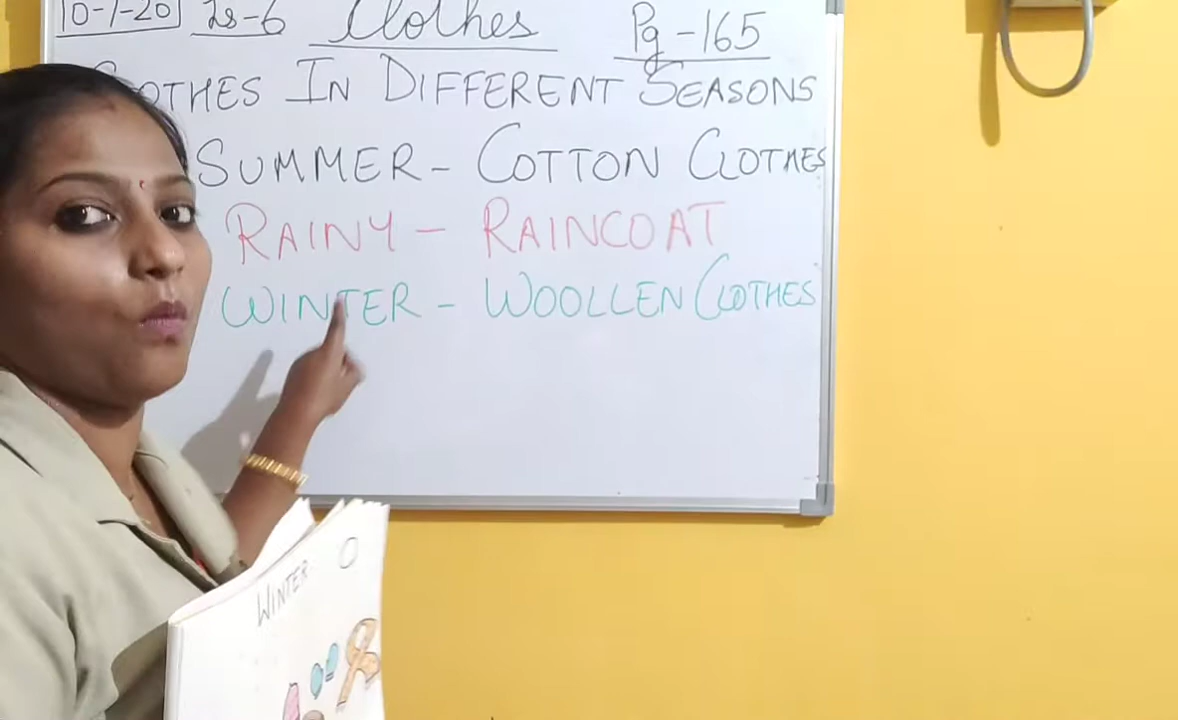 10-7-20 Ls-6 Clothes Pg-165
CLOTHES IN DIFFERENT SEASONS
SUMMER - COTTON CLOTHES
RAINY - RAINCOAT
WINTER - WOOLLEN CLOTHES
WINTER